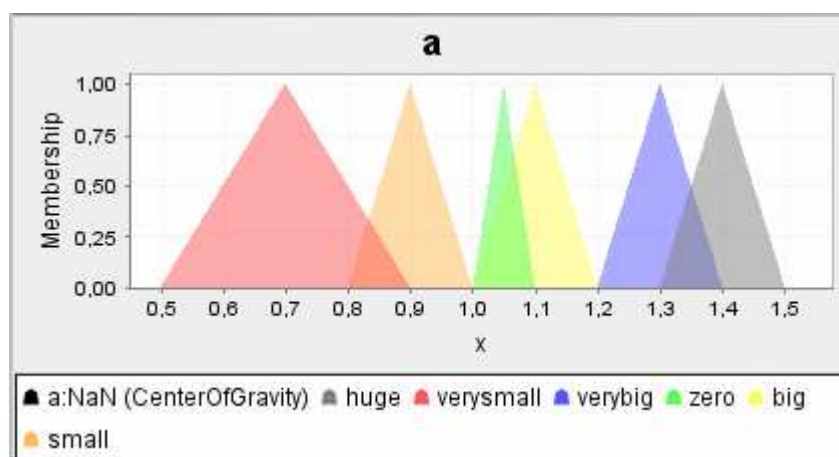 a
1,00
0,75
0,50
0,25
0,00
Membership
0,5 0,6 0,7 0,8 0,9 1,0 1,1 1,2 1,3 1,4 1,5
x
a:NaN (CenterOfGravity) huge verysmall verybig zero big
small